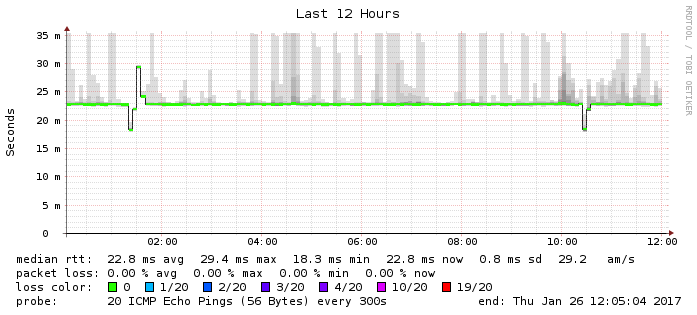 Last 12 Hours
RRDTOOL / TOBI OETIKER
Seconds
35 m
30 m
25 m
20 m
15 m
10 m
5 m
0
02:00 04:00 06:00 08:00 10:00 12:00
median rtt: 22.8 ms avg 29.4 ms max 18.3 ms min 22.8 ms now 0.8 ms sd 29.2 am/s
packet loss: 0.00 % avg 0.00 % max 0.00 % min 0.00 % now
loss color: 0 1/20 2/20 3/20 4/20 10/20 19/20
probe: 20 ICMP Echo Pings (56 Bytes) every 300s end: Thu Jan 26 12:05:04 2017